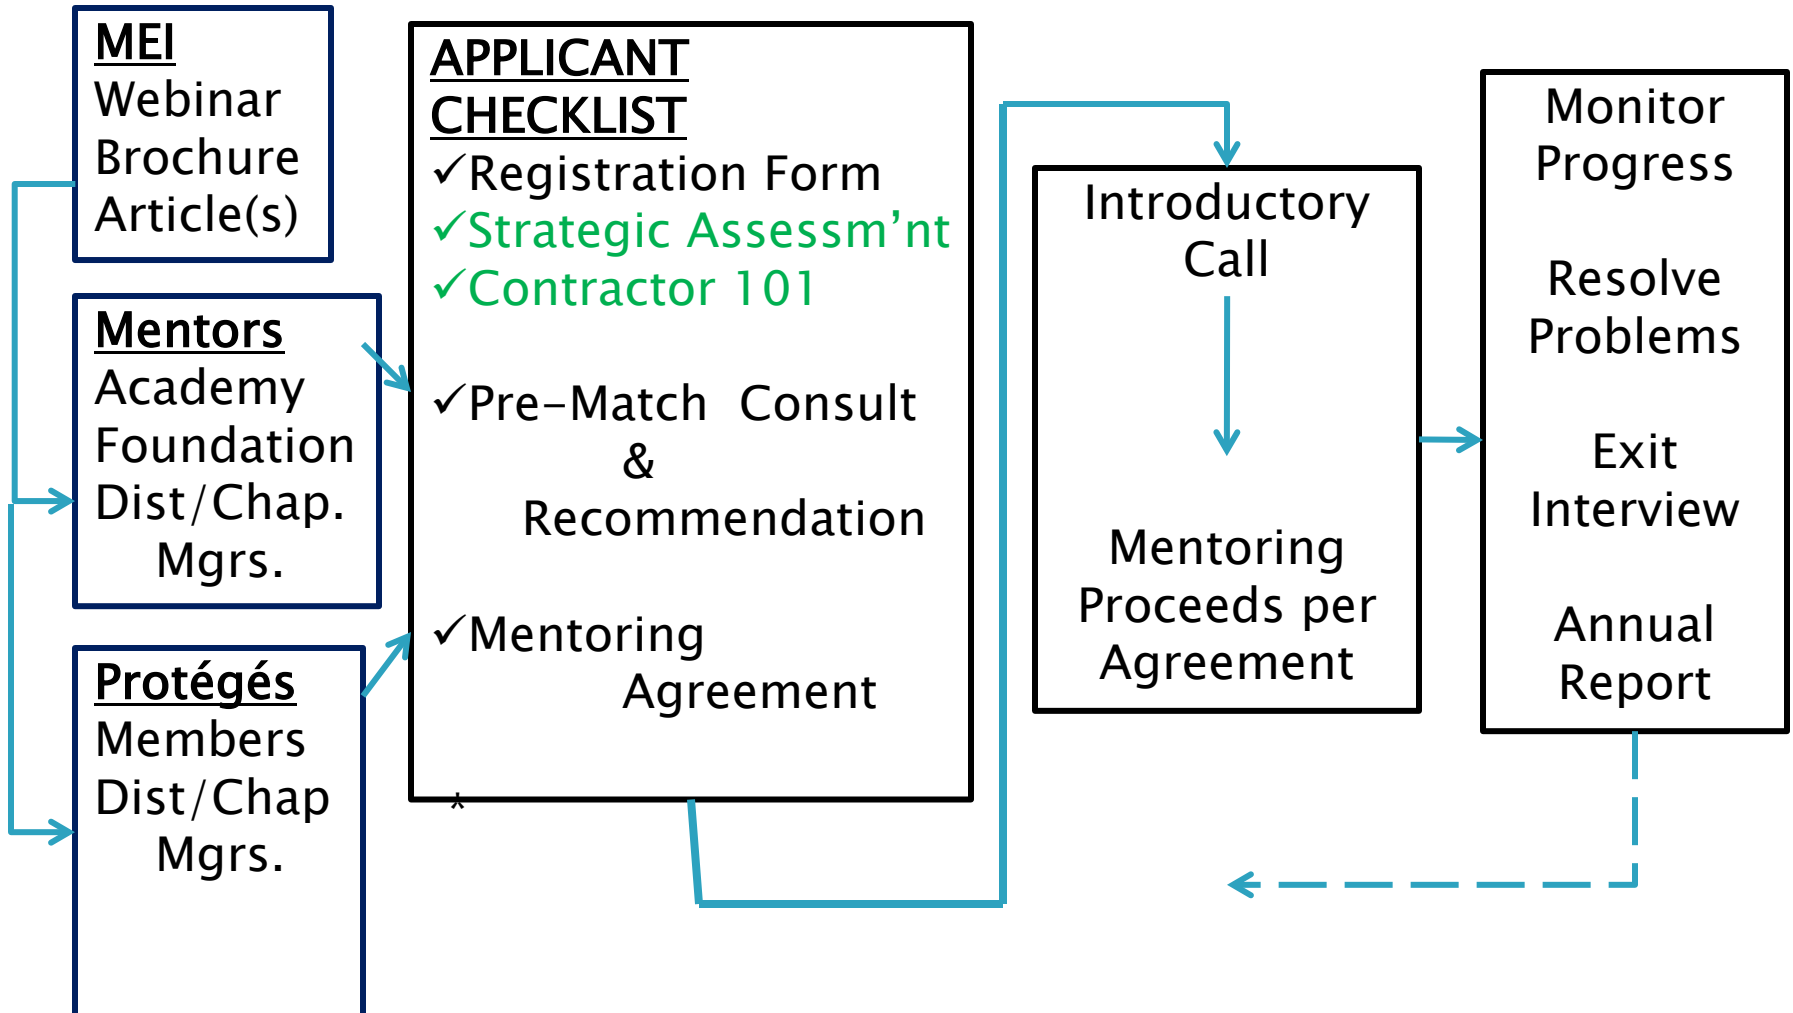 MEI
Webinar
Brochure
Article(s)
Mentors
Academy
Foundation
Dist/Chap.
Mgrs.
Protégés
Members
Dist/Chap
Mgrs.
APPLICANT
CHECKLIST
✓Registration Form
✓Strategic Assessm’nt
✓Contractor 101
✓Pre-Match Consult
&
Recommendation
✓Mentoring
Agreement
*
Introductory
Call
Mentoring
Proceeds per
Agreement
Monitor
Progress
Resolve
Problems
Exit
Interview
Annual
Report